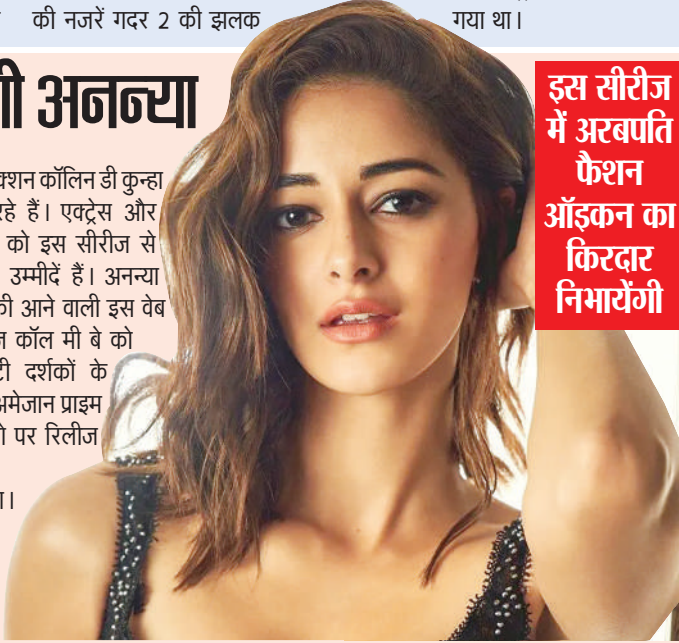 की नजरें गदर 2 की झलक
गया था।
अनन्या
कॉलिन डी कुन्हा
रहे हैं। एक्ट्रेस और
को इस सीरीज से
उम्मीदें हैं। अनन्या
की आने वाली इस वेब
कॉल मी बे को
दर्शकों के
अमेजान प्राइम
पर रिलीज
इस सीरीज
में अरबपति
फैशन
ऑइकन का
किरदार
निभायेंगी